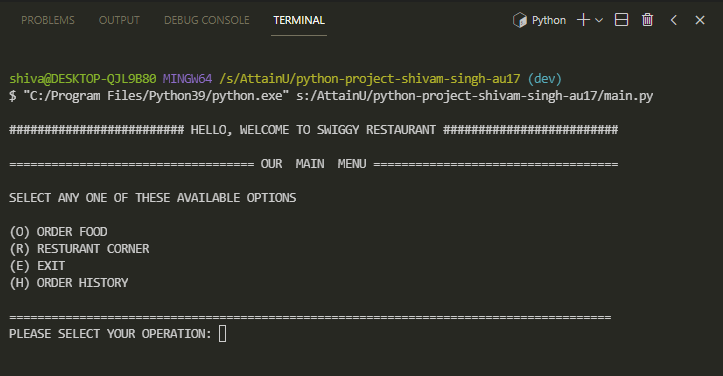 PROBLEMS OUTPUT DEBUG CONSOLE TERMINAL Python
shiva@DESKTOP-QJL9B80 MINGW64 /s/AttainU/python-project-shivam-singh-au17 (dev)
$ "C:/Program Files/Python39/python.exe" s:/AttainU/python-project-shivam-singh-au17/main.py
######################### HELLO, WELCOME TO SWIGGY RESTAURANT #########################
=================================== OUR  MAIN  MENU ===================================
SELECT ANY ONE OF THESE AVAILABLE OPTIONS
(O) ORDER FOOD
(R) RESTURANT CORNER
(E) EXIT
(H) ORDER HISTORY
======================================================================================
PLEASE SELECT YOUR OPERATION: